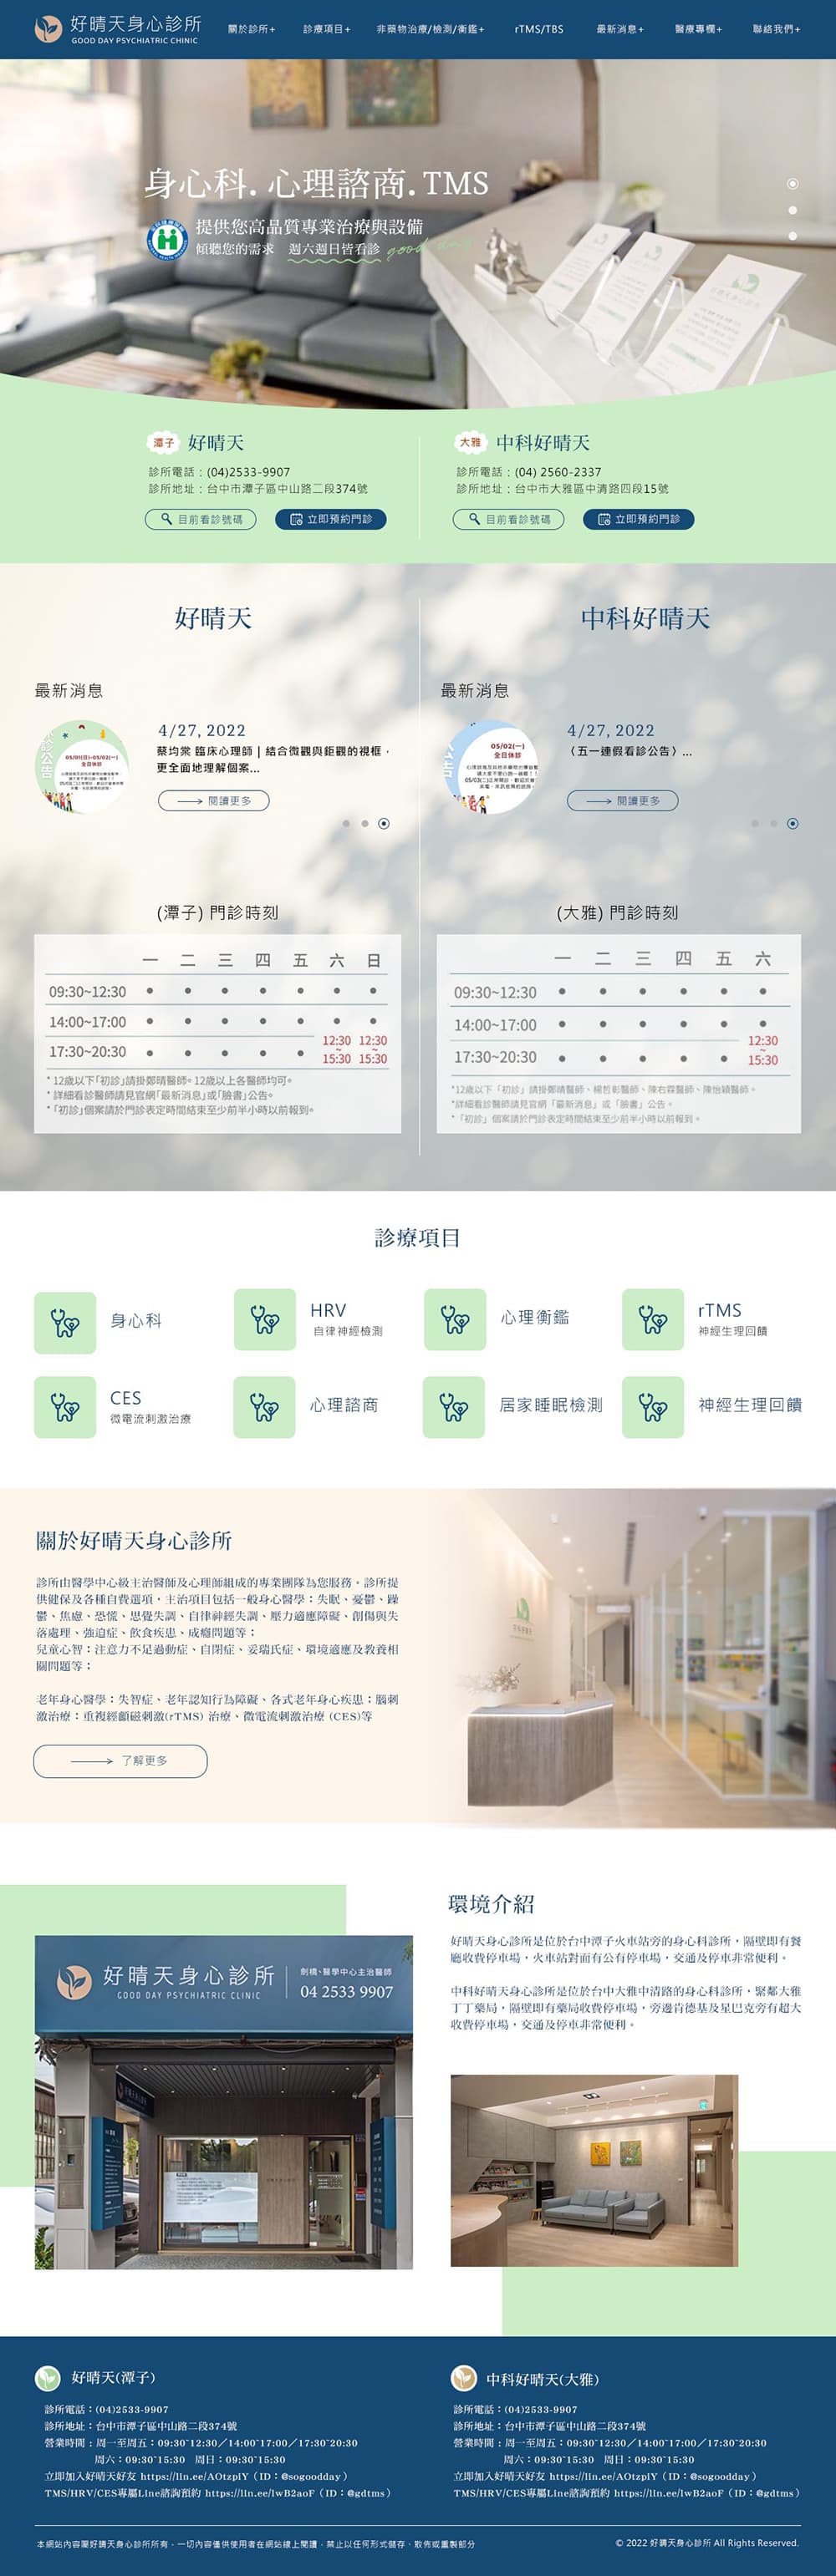 好晴天身心診所
GOOD DAY PSYCHIATRIC CHINIC
關於診所+
診療項目+
非藥物治療/檢測/衡鑑+
rTMS/TBS
最新消息+
醫療專欄+
聯絡我們+
身心科. 心理諮商. TMS
提供您高品質專業治療與設備
傾聽您的需求 週六週日皆看診 good day
潭子 好晴天
診所電話：(04)2533-9907
診所地址：台中市潭子區中山路二段374號
目前看診號碼
立即預約門診
大雅 中科好晴天
診所電話：(04) 2560-2337
診所地址：台中市大雅區中清路四段15號
目前看診號碼
立即預約門診
好晴天
最新消息
05/01(日)-05/02(一)
全日休診
4/27, 2022
蔡均棠 臨床心理師 | 結合微觀與鉅觀的視框，
更全面地理解個案...
閱讀更多
中科好晴天
最新消息
05/02(一)
全日休診
4/27, 2022
〈五一連假看診公告〉...
閱讀更多
(潭子) 門診時刻
一 二 三 四 五 六 日
09:30~12:30 ● ● ● ● ● ● ●
14:00~17:00 ● ● ● ● ● ● ●
17:30~20:30 ● ● ● ● ● 12:30~15:30 12:30~15:30
* 12歲以下「初診」請掛鄭晴醫師。12歲以上各醫師均可。
* 詳細看診醫師請見官網「最新消息」或「臉書」公告。
* 「初診」個案請於門診表定時間結束至少前半小時以前報到。
(大雅) 門診時刻
一 二 三 四 五 六
09:30~12:30 ● ● ● ● ● ●
14:00~17:00 ● ● ● ● ● ●
17:30~20:30 ● ● ● ● ● 12:30~15:30
*12歲以下「初診」請掛鄭晴醫師、楊哲彰醫師、陳右霖醫師、陳怡穎醫師。
*詳細看診醫師請見官網「最新消息」或「臉書」公告。
*「初診」個案請於門診表定時間結束至少前半小時以前報到。
診療項目
身心科
HRV
自律神經檢測
心理衡鑑
rTMS
神經生理回饋
CES
微電流刺激治療
心理諮商
居家睡眠檢測
神經生理回饋
關於好晴天身心診所
診所由醫學中心級主治醫師及心理師組成的專業團隊為您服務。診所提
供健保及各種自費選項，主治項目包括一般身心醫學：失眠、憂鬱、躁
鬱、焦慮、恐慌、思覺失調、自律神經失調、壓力適應障礙、創傷與失
落處理、強迫症、飲食疾患、成癮問題等；
兒童心智：注意力不足過動症、自閉症、妥瑞氏症、環境適應及教養相
關問題等；
老年身心醫學：失智症、老年認知行為障礙、各式老年身心疾患；腦刺
激治療：重複經顱磁刺激(rTMS) 治療、微電流刺激治療 (CES)等
了解更多
環境介紹
好晴天身心診所是位於台中潭子火車站旁的身心科診所，隔壁即有餐
廳收費停車場，火車站對面有公有停車場，交通及停車非常便利。
中科好晴天身心診所是位於台中大雅中清路的身心科診所，緊鄰大雅
丁丁藥局，隔壁即有藥局收費停車場，旁邊肯德基及星巴克旁有超大
收費停車場，交通及停車非常便利。
好晴天身心診所
GOOD DAY PSYCHIATRIC CLINIC
劍橋、醫學中心主治醫師
04 2533 9907
好晴天(潭子)
診所電話：(04)2533-9907
診所地址：台中市潭子區中山路二段374號
營業時間：周一至周五：09:30~12:30／14:00~17:00／17:30~20:30
周六：09:30~15:30 周日：09:30~15:30
立即加入好晴天好友 https://lin.ee/AOtzplY（ID：@sogoodday）
TMS/HRV/CES專屬Line諮詢預約 https://lin.ee/lwB2aoF（ID：@gdtms）
中科好晴天(大雅)
診所電話：(04)2533-9907
診所地址：台中市潭子區中山路二段374號
營業時間：周一至周五：09:30~12:30／14:00~17:00／17:30~20:30
周六：09:30~15:30 周日：09:30~15:30
立即加入好晴天好友 https://lin.ee/AOtzplY（ID：@sogoodday）
TMS/HRV/CES專屬Line諮詢預約 https://lin.ee/lwB2aoF（ID：@gdtms）
本網站內容屬好晴天身心診所所有，一切內容僅供使用者在網站線上閱讀，禁止以任何形式儲存、散佈或重製部分
© 2022 好晴天身心診所 All Rights Reserved.